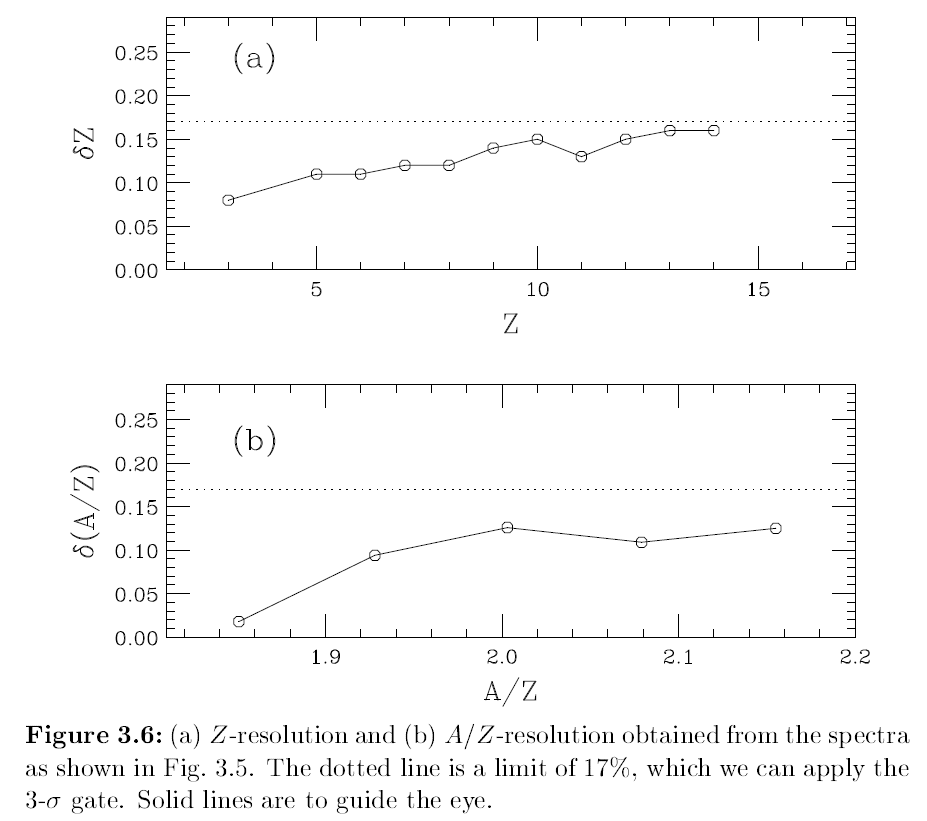 (a)
0.25
0.20
0.15
0.10
0.05
0.00
δZ
5 10 15
Z
(b)
0.25
0.20
0.15
0.10
0.05
0.00
δ(A/Z)
1.9 2.0 2.1 2.2
A/Z
Figure 3.6: (a) Z-resolution and (b) A/Z-resolution obtained from the spectra
as shown in Fig. 3.5. The dotted line is a limit of 17%, which we can apply the
3-σ gate. Solid lines are to guide the eye.